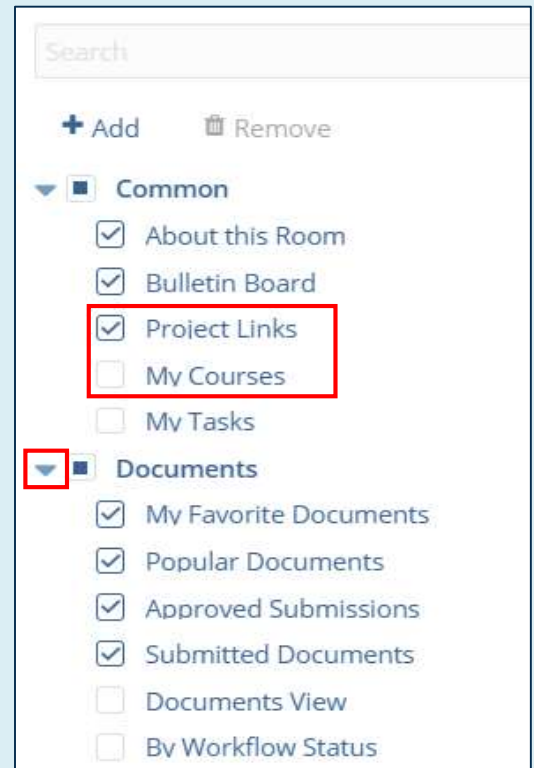 Search
Add Remove
Common
About this Room
Bulletin Board
Project Links
My Courses
My Tasks
Documents
My Favorite Documents
Popular Documents
Approved Submissions
Submitted Documents
Documents View
By Workflow Status